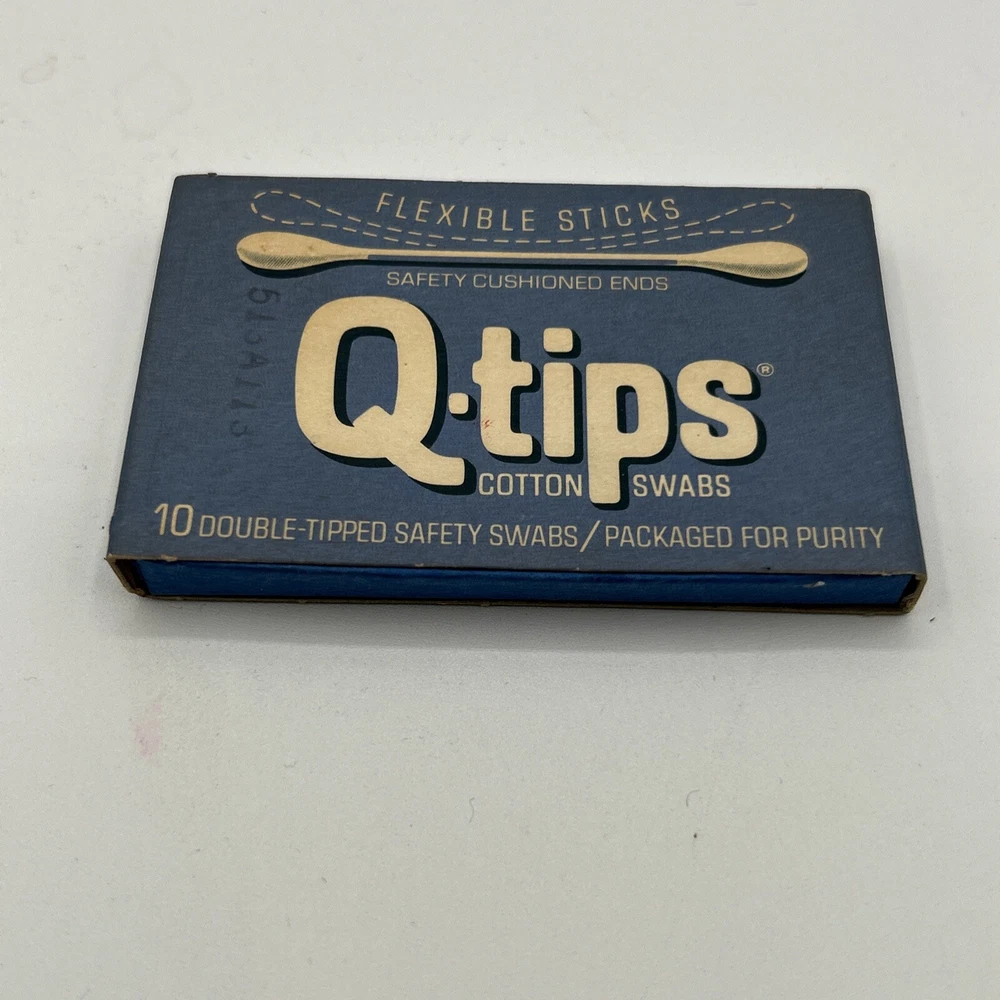 FLEXIBLE STICKS
SAFETY CUSHIONED ENDS
Q·tips®
COTTON SWABS
10 DOUBLE-TIPPED SAFETY SWABS/PACKAGED FOR PURITY